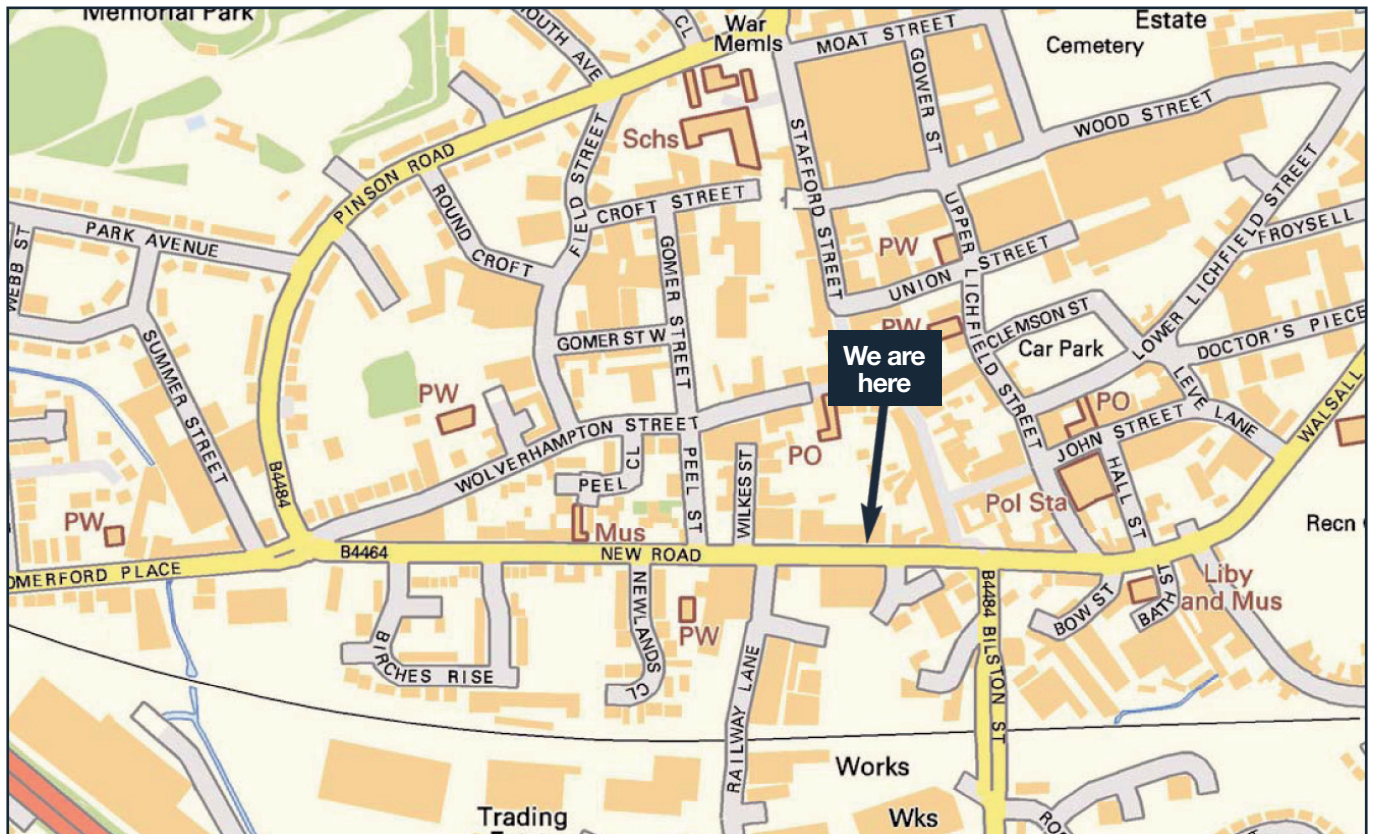 Memorial Park
OUTH AVE
CL
War
Memls
MOAT STREET
Estate
Cemetery
GOWER ST
WOOD STREET
Schs
STAFFORD STREET
FIELD STREET
PINSON ROAD
ROUND CROFT
CROFT STREET
PARK AVENUE
WEBB ST
UPPER LICHFIELD STREET
PW
UNION STREET
LOWER LICHFIELD STREET
FROYSELL
GOMER STREET
GOMER ST W
PW
CLEMSON ST
Car Park
DOCTOR'S PIECE
We are
here
SUMMER STREET
PW
PO
LEVE LANE
WALSALL
WOLVERHAMPTON STREET
JOHN STREET
PO
HALL ST
PEEL CL
PEEL ST
WILKES ST
B4484
Pol Sta
PW
Mus
Recn
B4464
NEW ROAD
OMERFORD PLACE
NEWLANDS CL
PW
B4484 BILSTON ST
BOW ST
BATH ST
Liby
and Mus
BIRCHES RISE
RAILWAY LANE
Works
Trading
Wks
RO